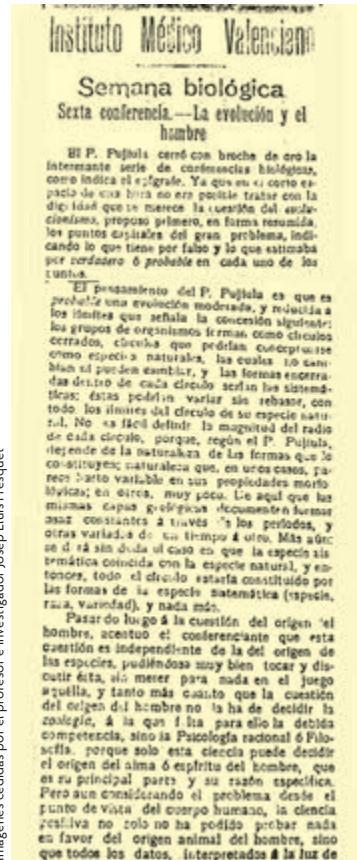 Instituto Médico Valenciano
Semana biológica
Sexta conferencia.—La evolución y el
hombre
El P. Pujiula cerró con broche de oro la
interesante serie de conferencias biológicas,
como indica el epígrafe. Ya que en el corto es-
pacio de una hora no era posible tratar con la
dignidad que se merece la cuestión del evolu-
cionismo, propuso primero, en forma resumida,
los puntos capitales del gran problema, indi-
cando lo que tiene por falso y lo que estimaba
por verdadero ó probable en cada uno de los
puntos.
El pensamiento del P. Pujiula es que es
probable una evolución moderada, y reducida á
los límites que señala la concesión siguiente:
los grupos de organismos forman como círculos
cerrados, círculos que podrían conceptuarse
como especies naturales, las cuales no cam-
bian ni pueden cambiar, y las formas encerra-
das dentro de cada círculo serían las sistemá-
ticas; éstas podrían variar sin rebasar, con
todo, los límites del círculo de su especie natu-
ral. No es fácil definir la magnitud del radio
de cada círculo, porque, según el P. Pujiula,
depende de la naturaleza de las formas que lo
constituyen; naturaleza que, en unos casos, pa-
rece harto variable en sus propiedades morfo-
lógicas; en otros, muy poco. De aquí que las
mismas capas geológicas documenten formas
asaz constantes á través de los períodos, y
otras variadas de un tiempo á otro. Más aún:
se dará sin duda el caso en que la especie sis-
temática coincida con la especie natural, y en-
tonces, todo el círculo estaría constituído por
las formas de la especie sistemática (especie,
raza, variedad), y nada más.
Pasando luego á la cuestión del origen del
hombre, acentuó el conferenciante que esta
cuestión es independiente de la del origen de
las especies, pudiéndose muy bien tocar y dis-
cutir ésta, sin meter para nada en el juego
aquélla, y tanto más cuanto que la cuestión
del origen del hombre no la ha de decidir la
zoología, á la que falta para ello la debida
competencia, sino la Psicología racional ó Filo-
sofía, porque solo esta ciencia puede decidir
el origen del alma ó espíritu del hombre, que
es su principal parte y su razón específica.
Pero aun considerando el problema desde el
punto de vista del cuerpo humano, la ciencia
positiva no solo no ha podido probar nada
en favor del origen animal del hombre, sino
que todos los datos, interpretados á la luz de
Imágenes cedidas por el profesor e investigador Josep Lluís Fresquet